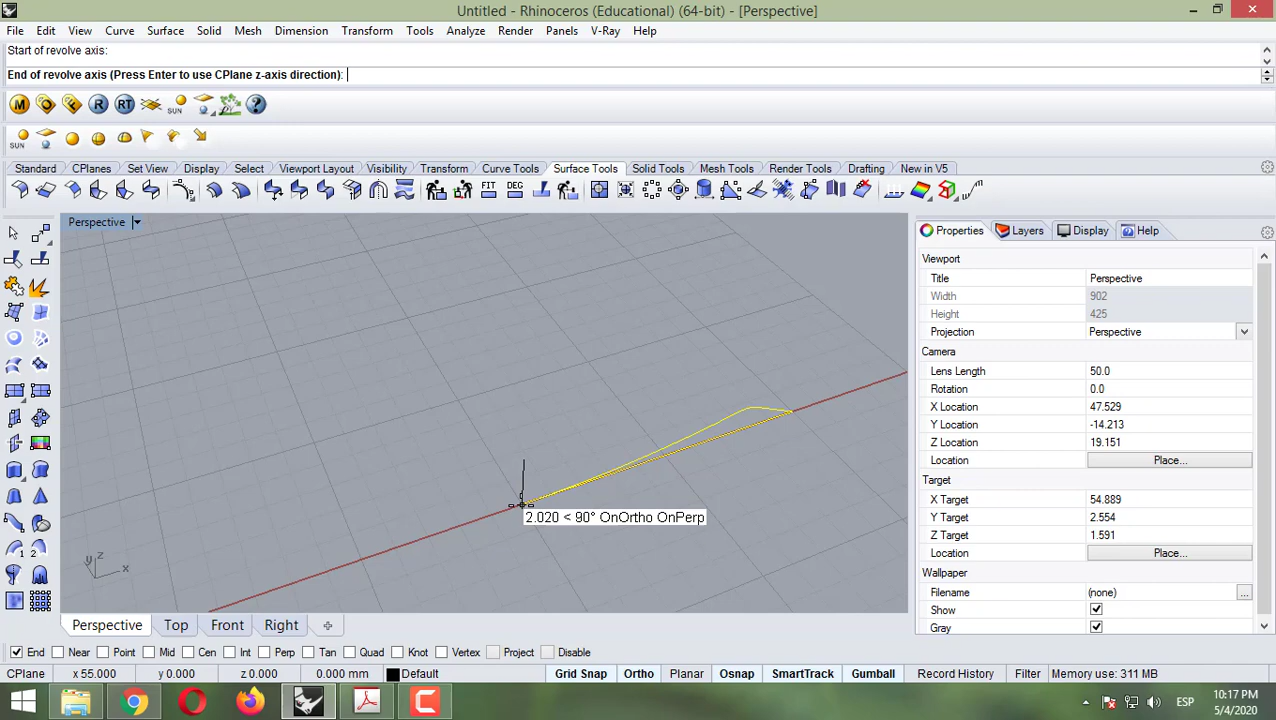 Untitled - Rhinoceros (Educational) (64-bit) - [Perspective]
File Edit View Curve Surface Solid Mesh Dimension Transform Tools Analyze Render Panels V-Ray Help
Start of revolve axis:
End of revolve axis (Press Enter to use CPlane z-axis direction):
M O F R RT SUN ?
SUN
Standard CPlanes Set View Display Select Viewport Layout Visibility Transform Curve Tools Surface Tools Solid Tools Mesh Tools Render Tools Drafting New in V5
FIT DEG
Perspective
Properties Layers Display Help
Viewport
Title Perspective
Width 902
Height 425
Projection Perspective
Camera
Lens Length 50.0
Rotation 0.0
X Location 47.529
Y Location -14.213
Z Location 19.151
Location Place...
Target
X Target 54.889
Y Target 2.554
Z Target 1.591
Location Place...
Wallpaper
Filename (none) ...
Show
Gray
2.020 < 90° OnOrtho OnPerp
z
y x
Perspective Top Front Right
End Near Point Mid Cen Int Perp Tan Quad Knot Vertex Project Disable
CPlane x 55.000 y 0.000 z 0.000 0.000 mm Default Grid Snap Ortho Planar Osnap SmartTrack Gumball Record History Filter Memory use: 311 MB
ESP
10:17 PM
5/4/2020